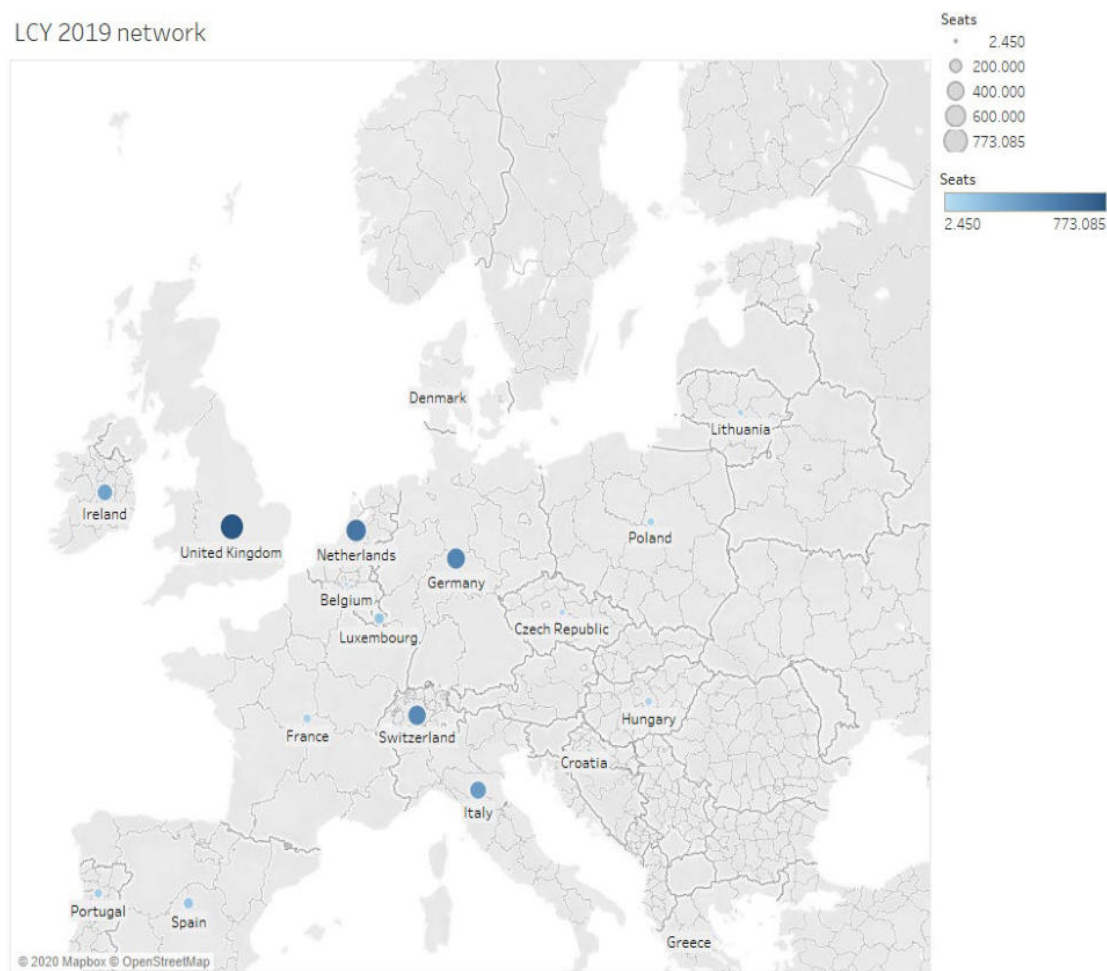 LCY 2019 network
Seats
2.450
200.000
400.000
600.000
773.085
Seats
2.450 773.085
Denmark
Lithuania
Ireland
United Kingdom
Netherlands
Poland
Germany
Belgium
Luxembourg
Czech Republic
France
Switzerland
Hungary
Croatia
Italy
Portugal
Spain
Greece
© 2020 Mapbox © OpenStreetMap